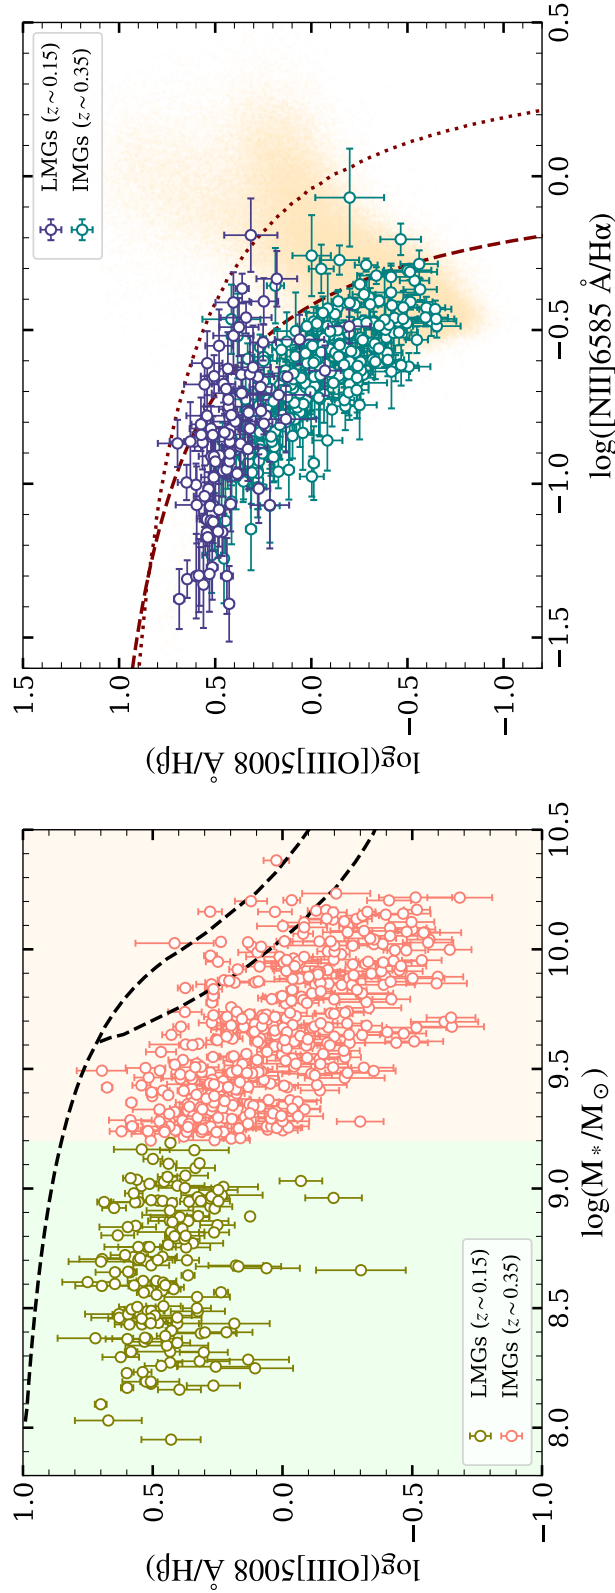 1.0
0.5
0.0
−0.5
−1.0
log([OIII]5008 Å/Hβ)
8.0
8.5
9.0
9.5
10.0
10.5
log(M∗/M⊙)
LMGs (z~0.15)
IMGs (z~0.35)
1.5
1.0
0.5
0.0
−0.5
−1.0
log([OIII]5008 Å/Hβ)
−1.5
−1.0
−0.5
0.0
0.5
log([NII]6585 Å/Hα)
LMGs (z~0.15)
IMGs (z~0.35)